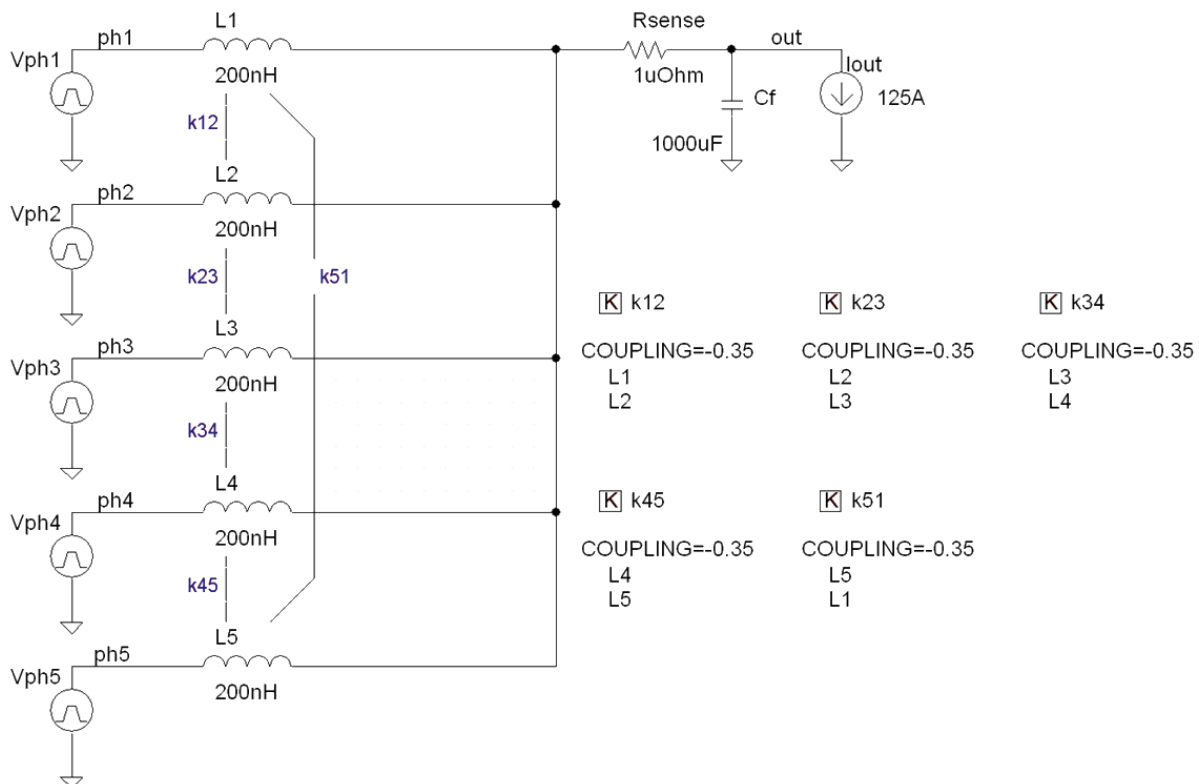 L1
Rsense
ph1
out
Vph1
Iout
200nH
1uOhm
Cf
125A
k12
1000uF
L2
ph2
Vph2
200nH
k23
k51
L3
ph3
Vph3
200nH
k34
L4
ph4
Vph4
200nH
k45
L5
ph5
Vph5
200nH
K k12
COUPLING=-0.35
L1
L2
K k23
COUPLING=-0.35
L2
L3
K k34
COUPLING=-0.35
L3
L4
K k45
COUPLING=-0.35
L4
L5
K k51
COUPLING=-0.35
L5
L1